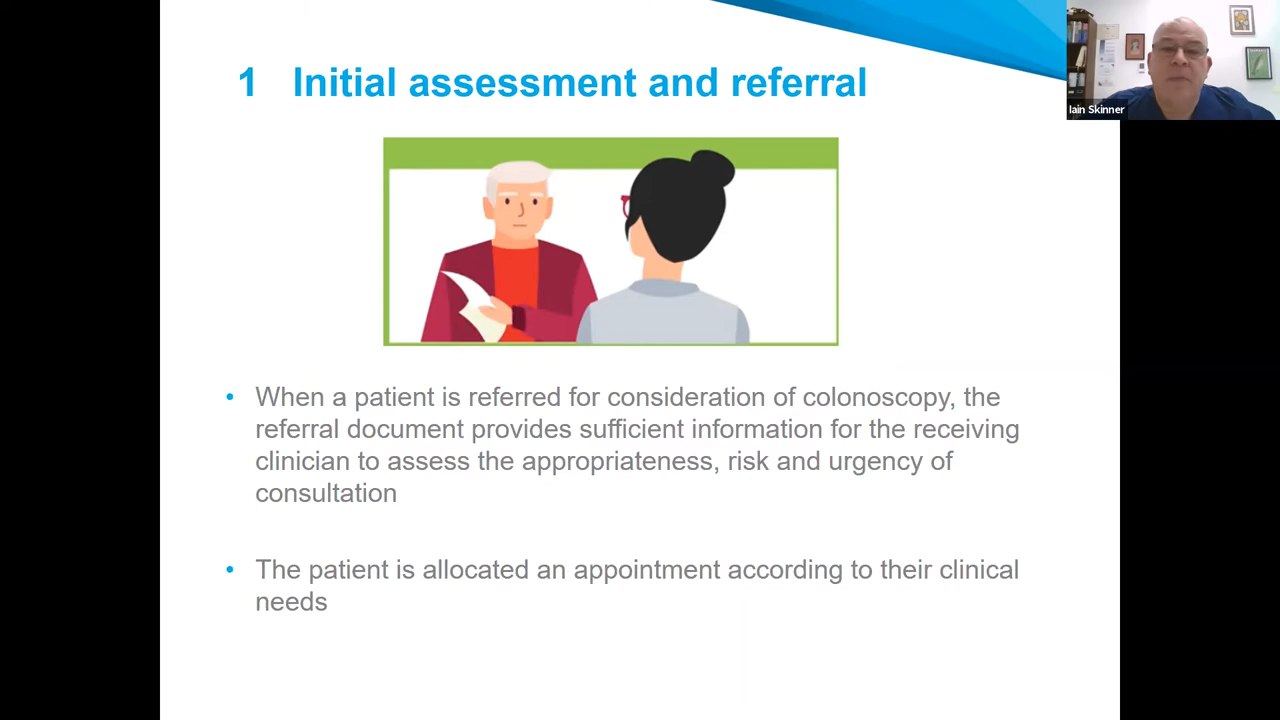 1 Initial assessment and referral
Iain Skinner
• When a patient is referred for consideration of colonoscopy, the
referral document provides sufficient information for the receiving
clinician to assess the appropriateness, risk and urgency of
consultation
• The patient is allocated an appointment according to their clinical
needs